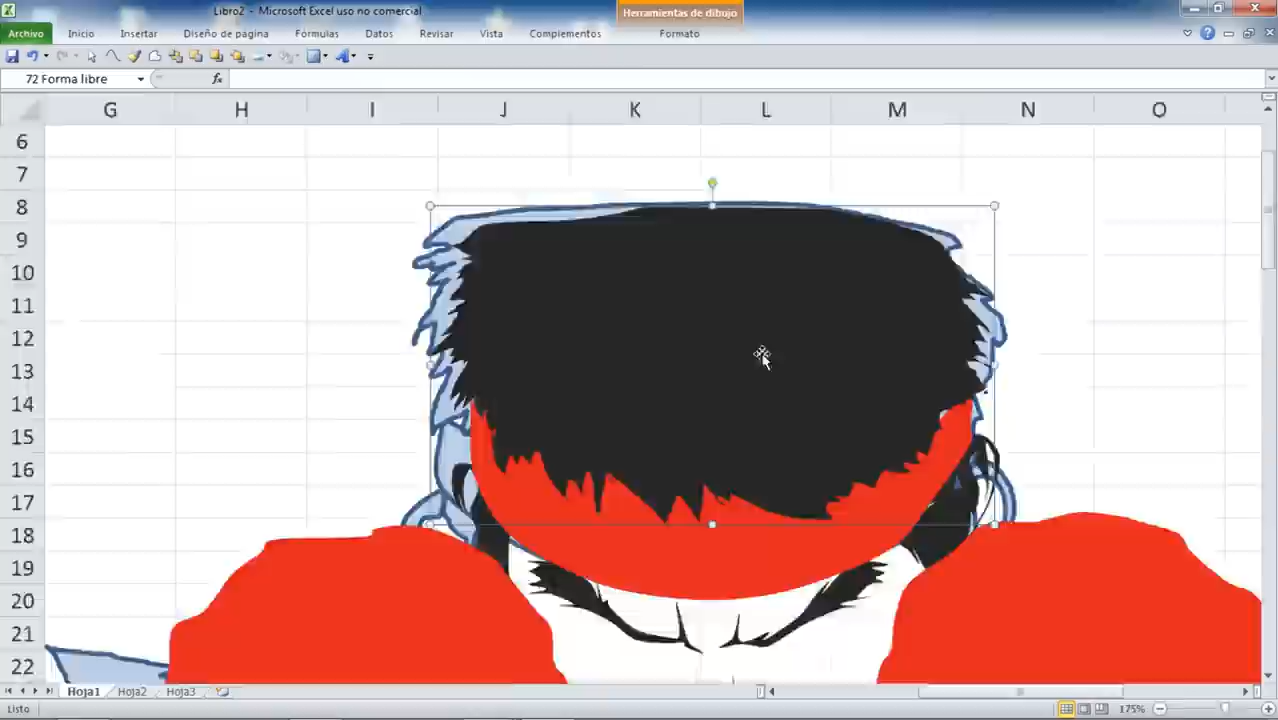 Libro2 - Microsoft Excel uso no comercial
Herramientas de dibujo
Archivo Inicio Insertar Diseño de página Fórmulas Datos Revisar Vista Complementos Formato
72 Forma libre fx
G H I J K L M N O
6
7
8
9
10
11
12
13
14
15
16
17
18
19
20
21
22
Hoja1 Hoja2 Hoja3
Listo 175%